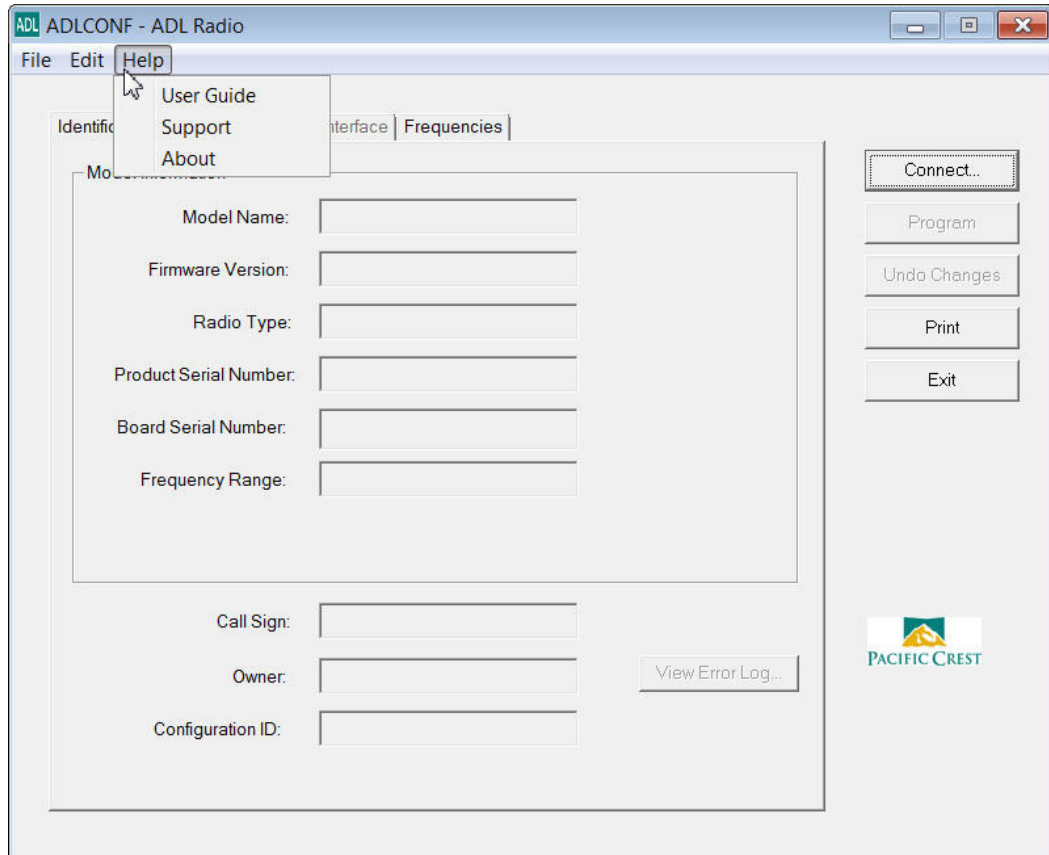 ADL ADLCONF - ADL Radio
File Edit Help
User Guide
Support
About
Frequencies
Connect...
Model Name:
Program
Firmware Version:
Undo Changes
Radio Type:
Print
Product Serial Number:
Exit
Board Serial Number:
Frequency Range:
Call Sign:
PACIFIC CREST
Owner:
View Error Log...
Configuration ID: